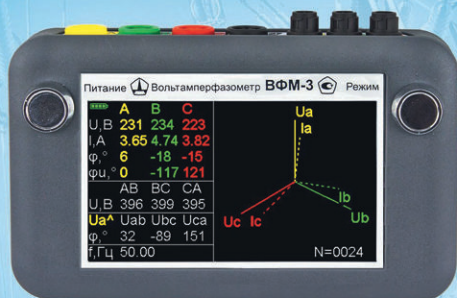 Питание Вольтамперфазометр ВФМ-3 Режим
A B C
U,В 231 234 223
I,А 3.65 4.74 3.82
φ,° 6 -18 -15
φu,° 0 -117 121
AB BC CA
U,В 396 399 395
Ua^ Uab Ubc Uca
φ,° 32 -89 151
f,Гц 50.00
Ua
Ia
Ib
Ub
Uc Ic
N=0024